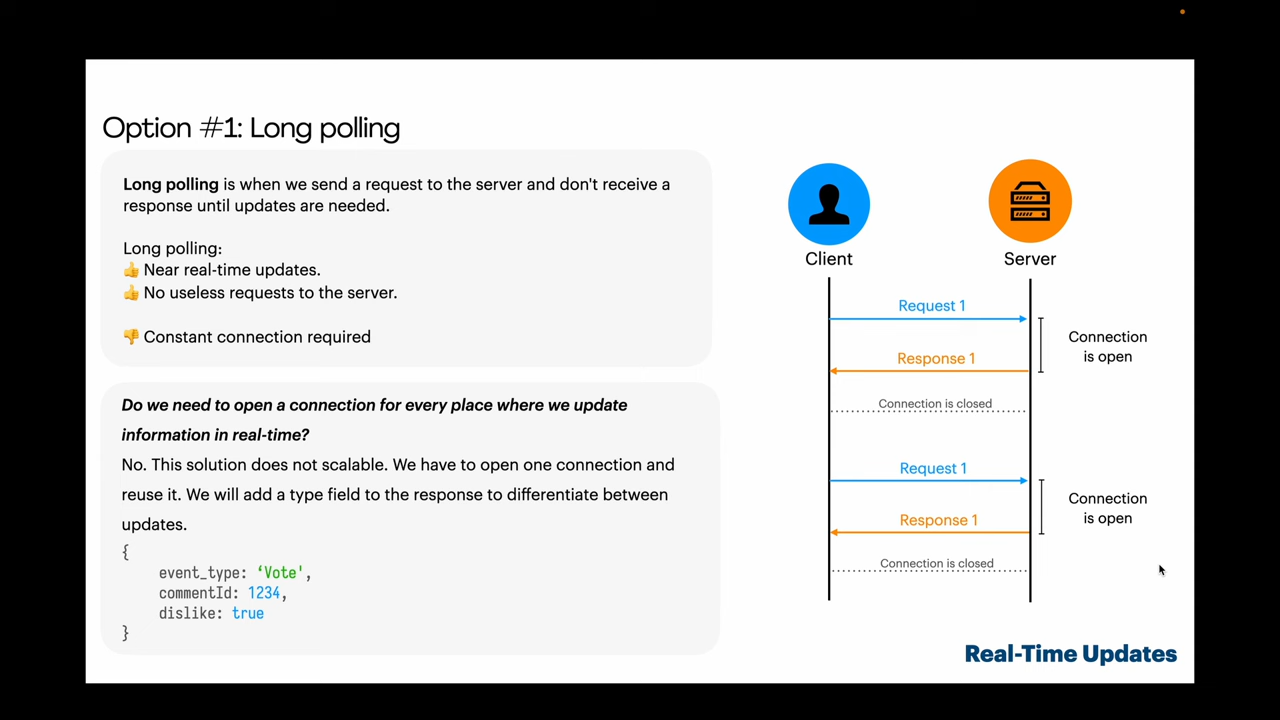 Option #1: Long polling
Long polling is when we send a request to the server and don't receive a
response until updates are needed.
Long polling:
👍 Near real-time updates.
👍 No useless requests to the server.
👎 Constant connection required
Do we need to open a connection for every place where we update
information in real-time?
No. This solution does not scalable. We have to open one connection and
reuse it. We will add a type field to the response to differentiate between
updates.
{
event_type: ‘Vote',
commentId: 1234,
dislike: true
}
Client
Server
Request 1
Connection
is open
Response 1
Connection is closed
Request 1
Connection
is open
Response 1
Connection is closed
Real-Time Updates